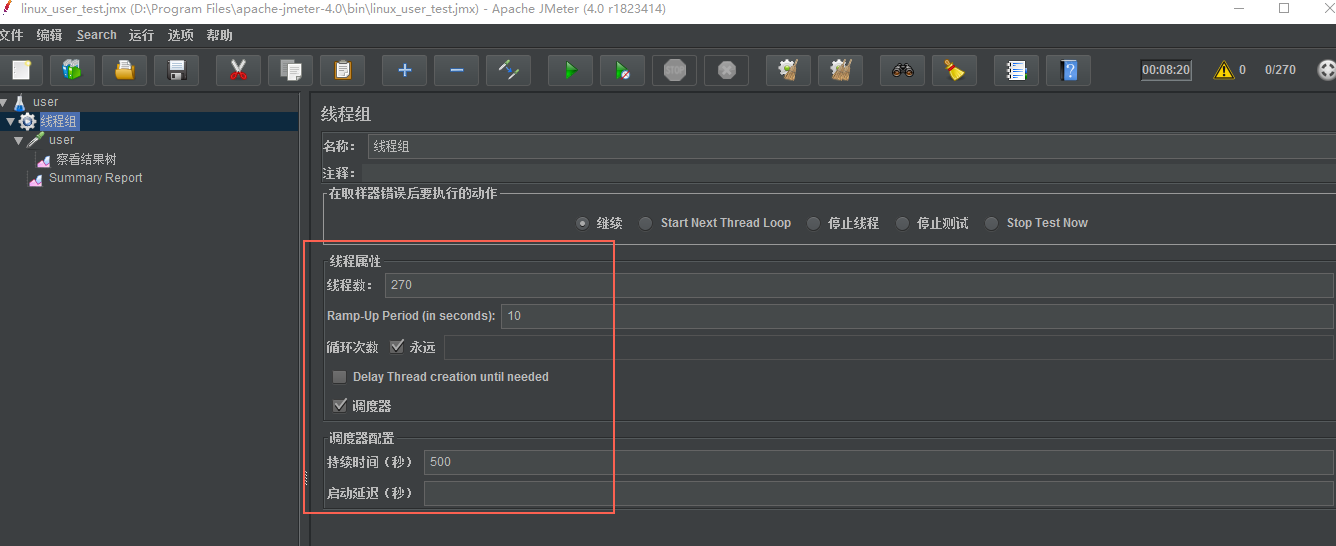 linux_user_test.jmx (D:\Program Files\apache-jmeter-4.0\bin\linux_user_test.jmx) - Apache JMeter (4.0 r1823414)
文件 编辑 Search 运行 选项 帮助
STOP 00:08:20 0 0/270
user
线程组
user
察看结果树
Summary Report
线程组
名称： 线程组
注释：
在取样器错误后要执行的动作
继续 Start Next Thread Loop 停止线程 停止测试 Stop Test Now
线程属性
线程数： 270
Ramp-Up Period (in seconds): 10
循环次数 永远
Delay Thread creation until needed
调度器
调度器配置
持续时间（秒） 500
启动延迟（秒）